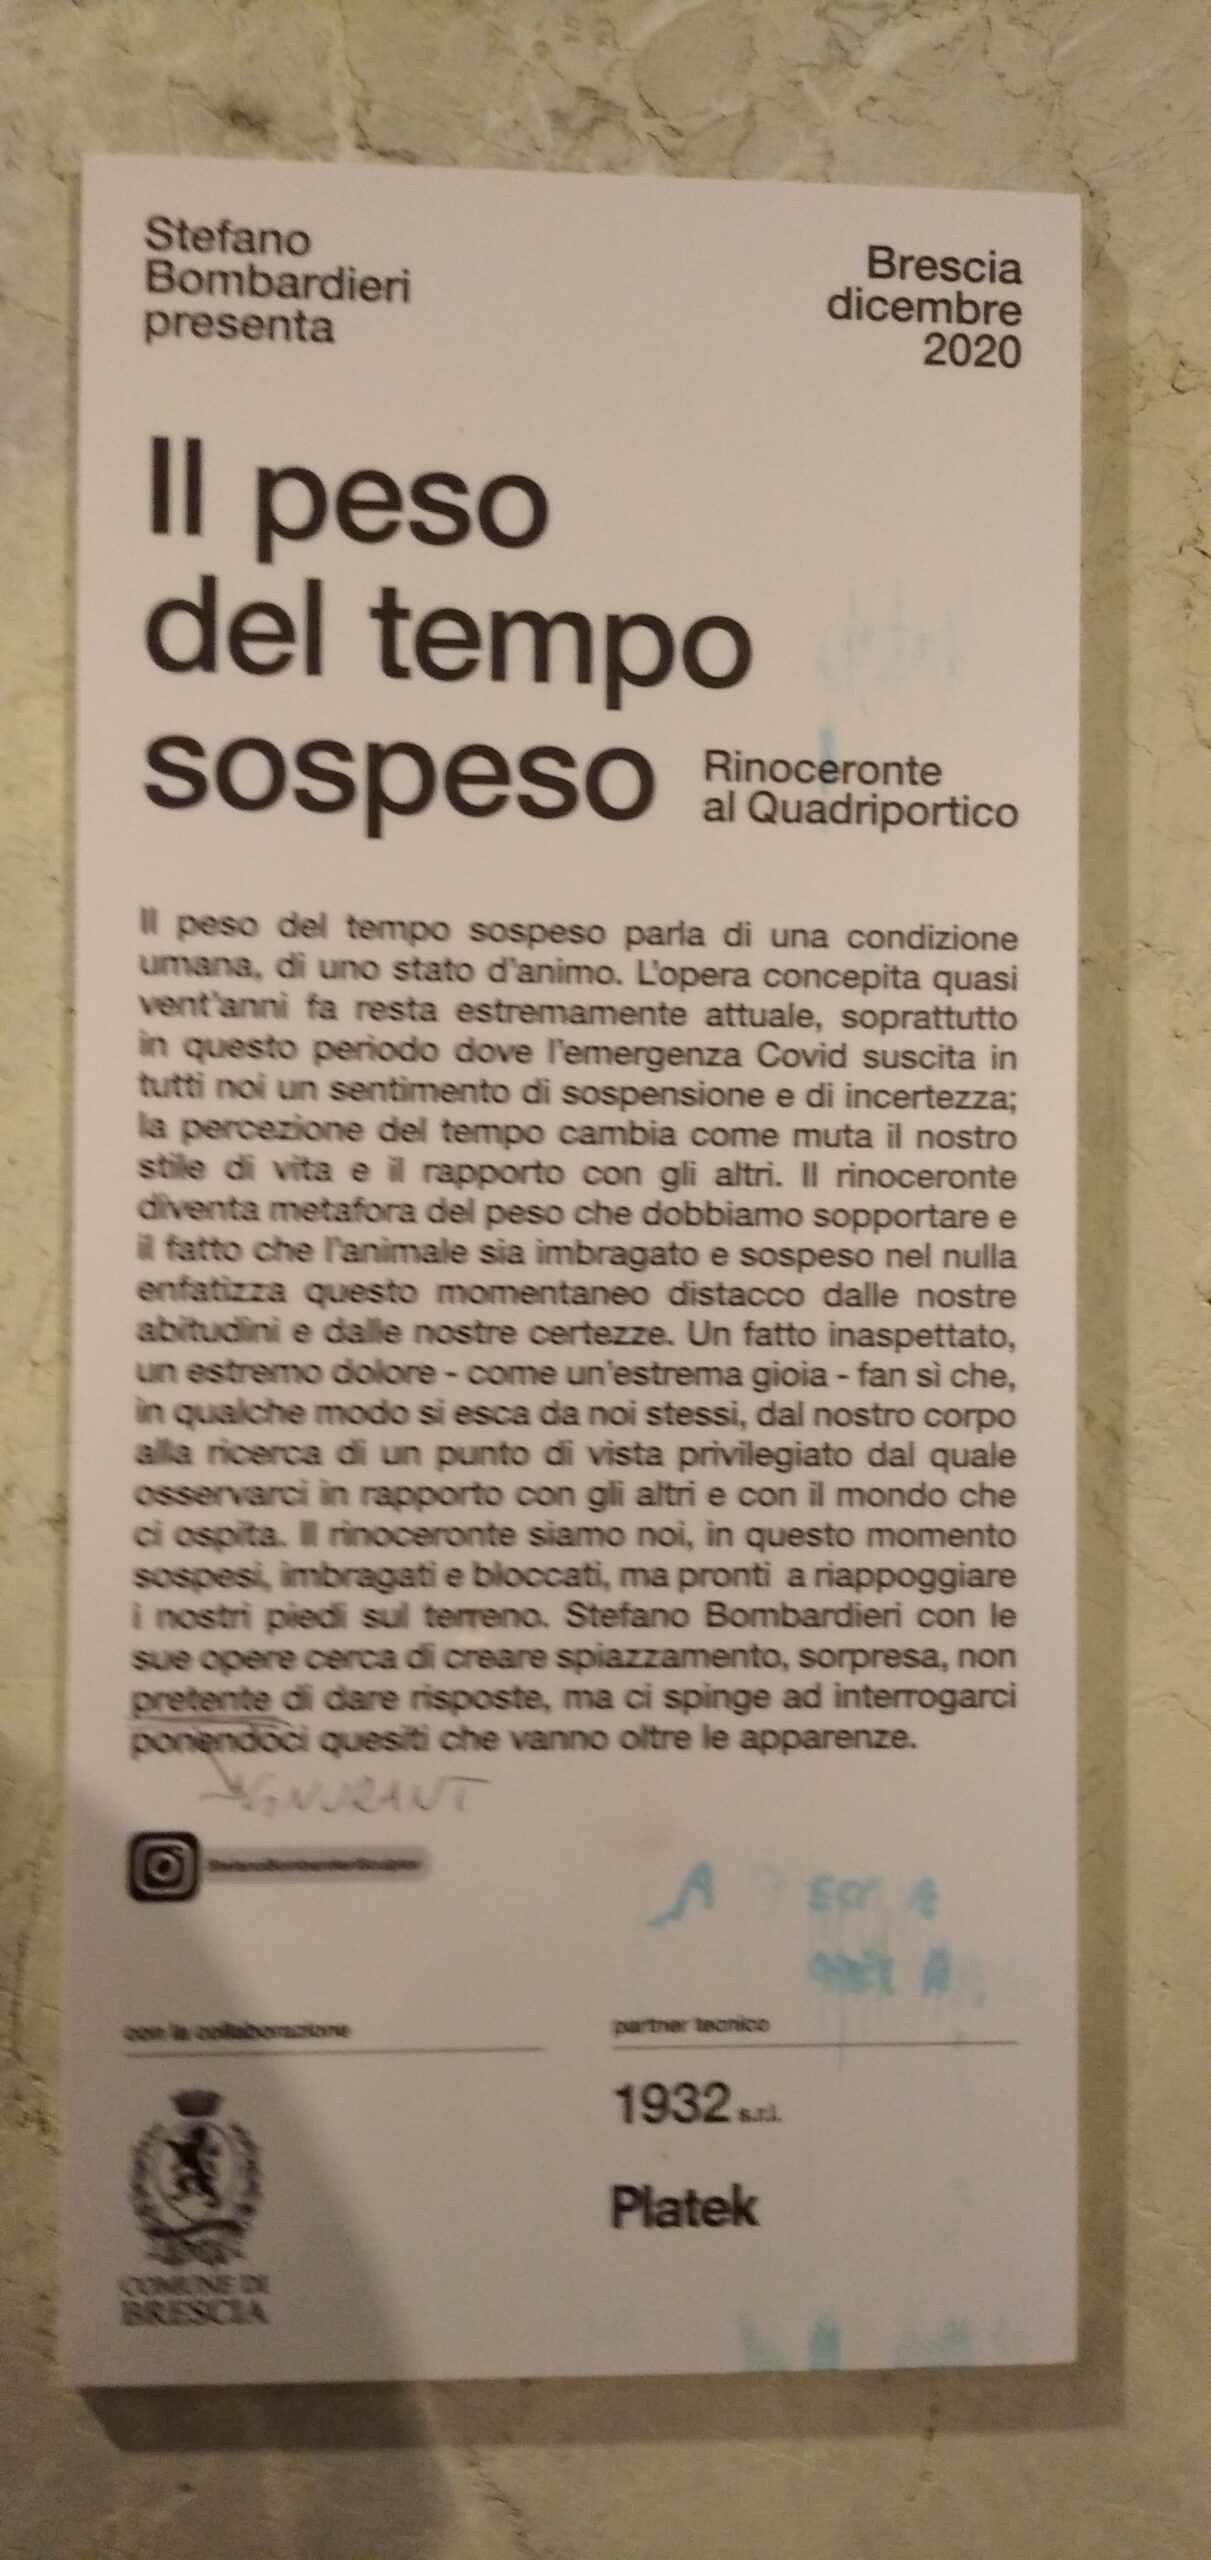 Stefano
Bombardieri
presenta
Brescia
dicembre
2020
Il peso
del tempo
sospeso
Rinoceronte
al Quadriportico
Il peso del tempo sospeso parla di una condizione
umana, di uno stato d'animo. L'opera concepita quasi
vent'anni fa resta estremamente attuale, soprattutto
in questo periodo dove l'emergenza Covid suscita in
tutti noi un sentimento di sospensione e di incertezza;
la percezione del tempo cambia come muta il nostro
stile di vita e il rapporto con gli altri. Il rinoceronte
diventa metafora del peso che dobbiamo sopportare e
il fatto che l'animale sia imbragato e sospeso nel nulla
enfatizza questo momentaneo distacco dalle nostre
abitudini e dalle nostre certezze. Un fatto inaspettato,
un estremo dolore - come un'estrema gioia - fan sì che,
in qualche modo si esca da noi stessi, dal nostro corpo
alla ricerca di un punto di vista privilegiato dal quale
osservarci in rapporto con gli altri e con il mondo che
ci ospita. Il rinoceronte siamo noi, in questo momento
sospesi, imbragati e bloccati, ma pronti a riappoggiare
i nostri piedi sul terreno. Stefano Bombardieri con le
sue opere cerca di creare spiazzamento, sorpresa, non
pretente di dare risposte, ma ci spinge ad interrogarci
ponendoci quesiti che vanno oltre le apparenze.
IGNURANT
con la collaborazione
COMUNE DI
BRESCIA
partner tecnico
1932 s.r.l.
Platek